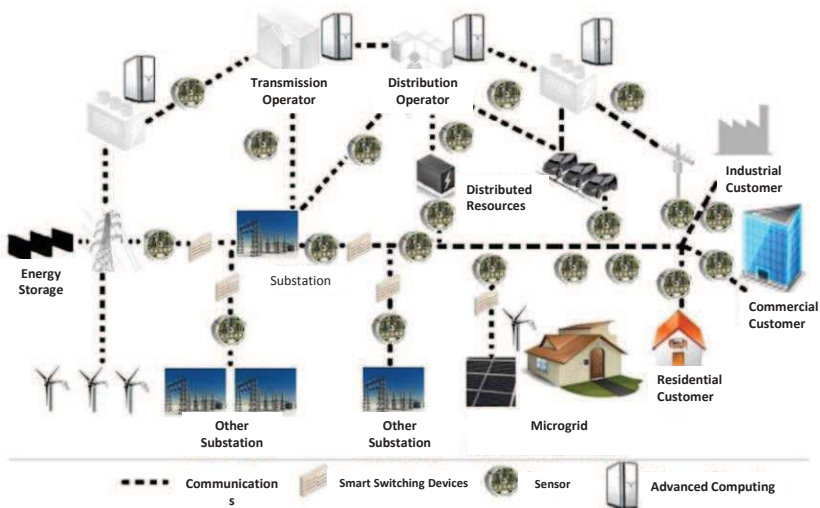 Transmission
Operator
Distribution
Operator
Industrial
Customer
Distributed
Resources
Energy
Storage
Substation
Commercial
Customer
Residential
Customer
Other
Substation
Other
Substation
Microgrid
Communication
s
Smart Switching Devices
Sensor
Advanced Computing